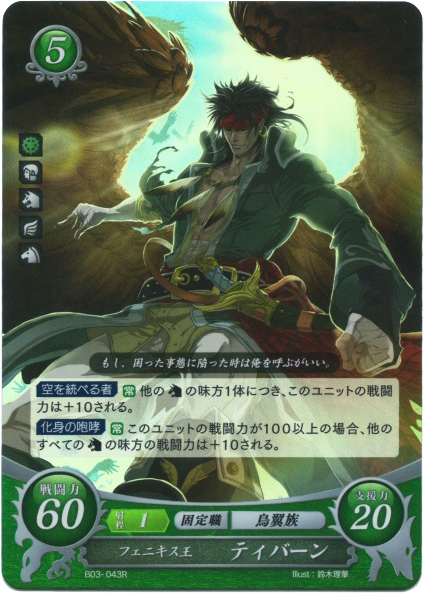 5
もし、困った事態に陥った時は俺を呼ぶがいい。
空を統べる者 常 他の の味方1体につき、このユニットの戦闘
力は+10される。
化身の咆哮 常 このユニットの戦闘力が100以上の場合、他の
すべての の味方の戦闘力は+10される。
戦闘力
60
射程 1
固定職
鳥翼族
支援力
20
フェニキス王 ティバーン
B03-043R
Illust：鈴木理華